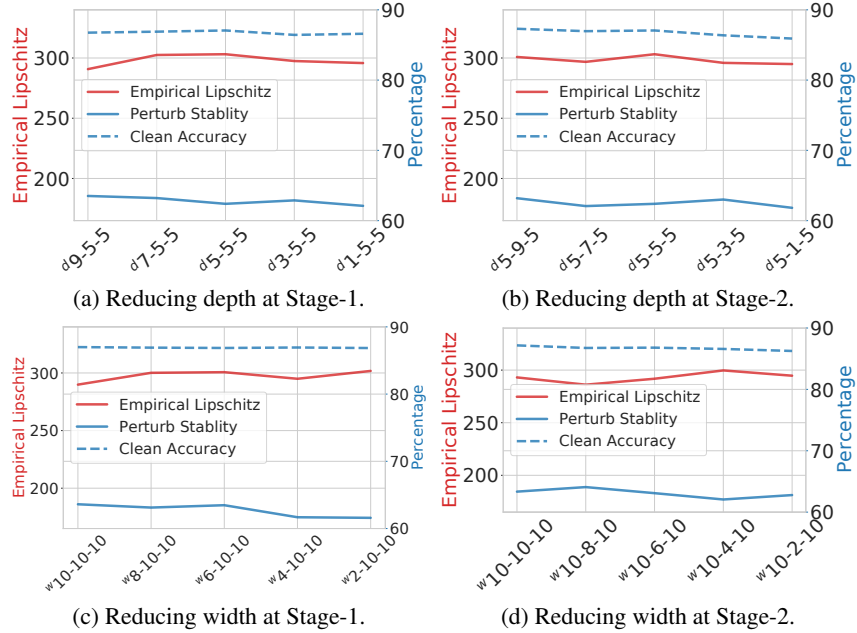 Empirical Lipschitz
300
250
200
90
80
70
60
Percentage
Empirical Lipschitz
Perturb Stablity
Clean Accuracy
d9-5-5
d7-5-5
d5-5-5
d3-5-5
d1-5-5
(a) Reducing depth at Stage-1.
Empirical Lipschitz
300
250
200
90
80
70
60
Percentage
Empirical Lipschitz
Perturb Stablity
Clean Accuracy
d5-9-5
d5-7-5
d5-5-5
d5-3-5
d5-1-5
(b) Reducing depth at Stage-2.
Empirical Lipschitz
300
250
200
90
80
70
60
Percentage
Empirical Lipschitz
Perturb Stablity
Clean Accuracy
w10-10-10
w8-10-10
w6-10-10
w4-10-10
w2-10-10
(c) Reducing width at Stage-1.
Empirical Lipschitz
300
250
200
90
80
70
60
Percentage
Empirical Lipschitz
Perturb Stablity
Clean Accuracy
w10-10-10
w10-8-10
w10-6-10
w10-4-10
w10-2-10
(d) Reducing width at Stage-2.